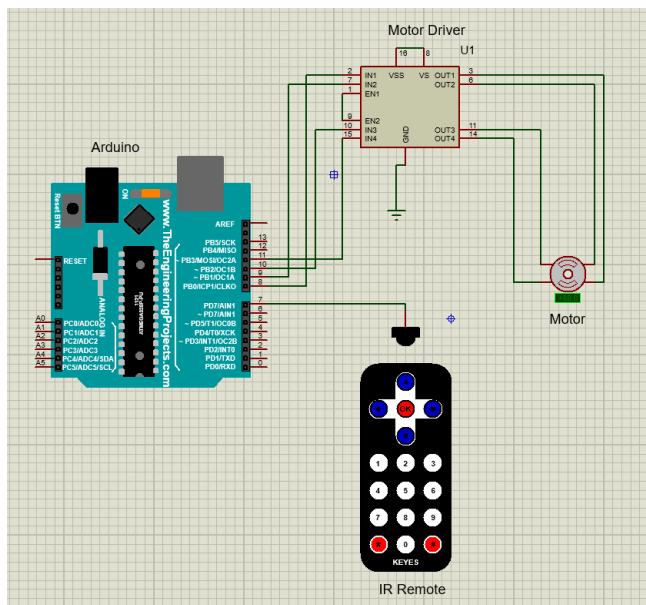 Motor Driver
U1
16
8
2
IN1
VSS
VS
OUT1
3
7
IN2
OUT2
6
1
EN1
9
EN2
10
IN3
GND
OUT3
11
15
IN4
OUT4
14
Arduino
Reset BTN
ON
www.TheEngineeringProjects.com
AREF
PB5/SCK
13
PB4/MISO
12
~ PB3/MOSI/OC2A
11
~ PB2/OC1B
10
~ PB1/OC1A
9
PB0/ICP1/CLKO
8
RESET
ANALOG IN
PD7/AIN1
7
~ PD7/AIN1
6
~ PD5/T1/OC0B
5
PD4/T0/XCK
4
~ PD3/INT1/OC2B
3
PD2/INT0
2
PD1/TXD
1
PD0/RXD
0
A0
PC0/ADC0
A1
PC1/ADC1
A2
PC2/ADC2
A3
PC3/ADC3
A4
PC4/ADC4/SDA
A5
PC5/ADC5/SCL
Motor
OK
1 2 3
4 5 6
7 8 9
* 0
KEYES
IR Remote